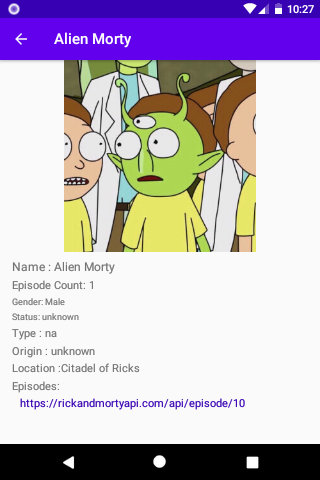 10:27
Alien Morty
Name : Alien Morty
Episode Count: 1
Gender: Male
Status: unknown
Type : na
Origin : unknown
Location :Citadel of Ricks
Episodes:
https://rickandmortyapi.com/api/episode/10